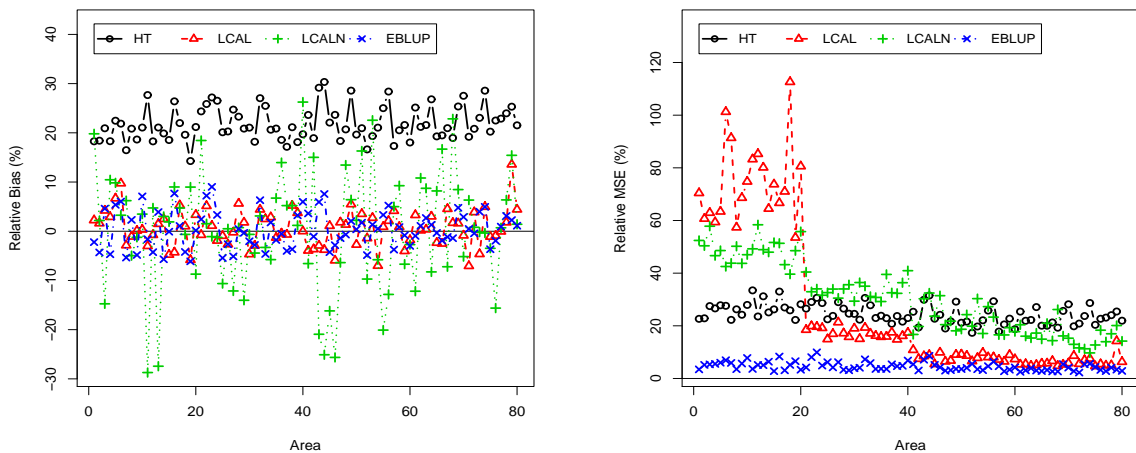 HT LCAL LCALN EBLUP
40
30
20
10
0
−10
−20
−30
Relative Bias (%)
0 20 40 60 80
Area
HT LCAL LCALN EBLUP
120
100
80
60
40
20
0
Relative MSE (%)
0 20 40 60 80
Area